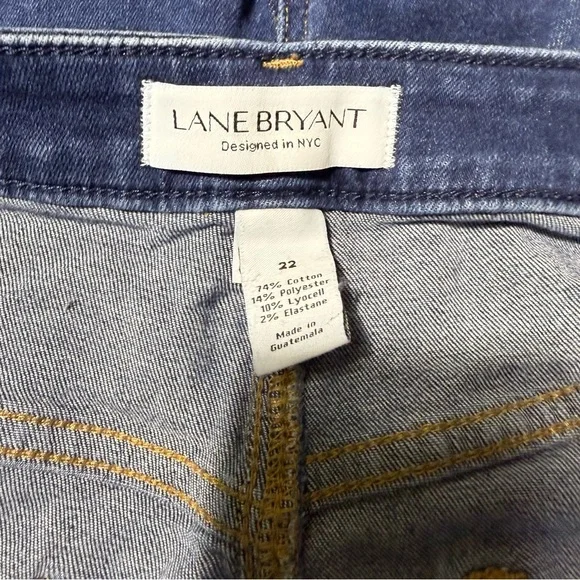 LANE BRYANT
Designed in NYC
22
74% Cotton
14% Polyester
10% Lyocell
2% Elastane
Made in
Guatemala